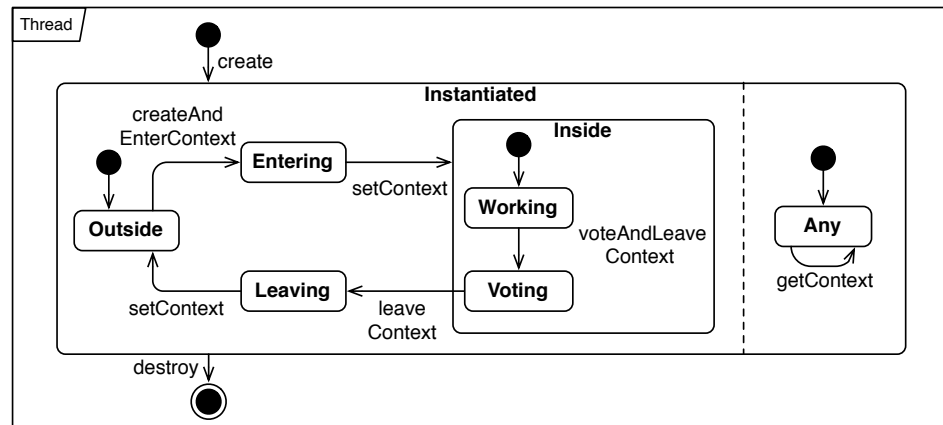 Thread
create
Instantiated
createAnd
EnterContext
Inside
Entering
setContext
Working
Outside
voteAndLeave
Context
Any
getContext
setContext
Leaving
leave
Context
Voting
destroy